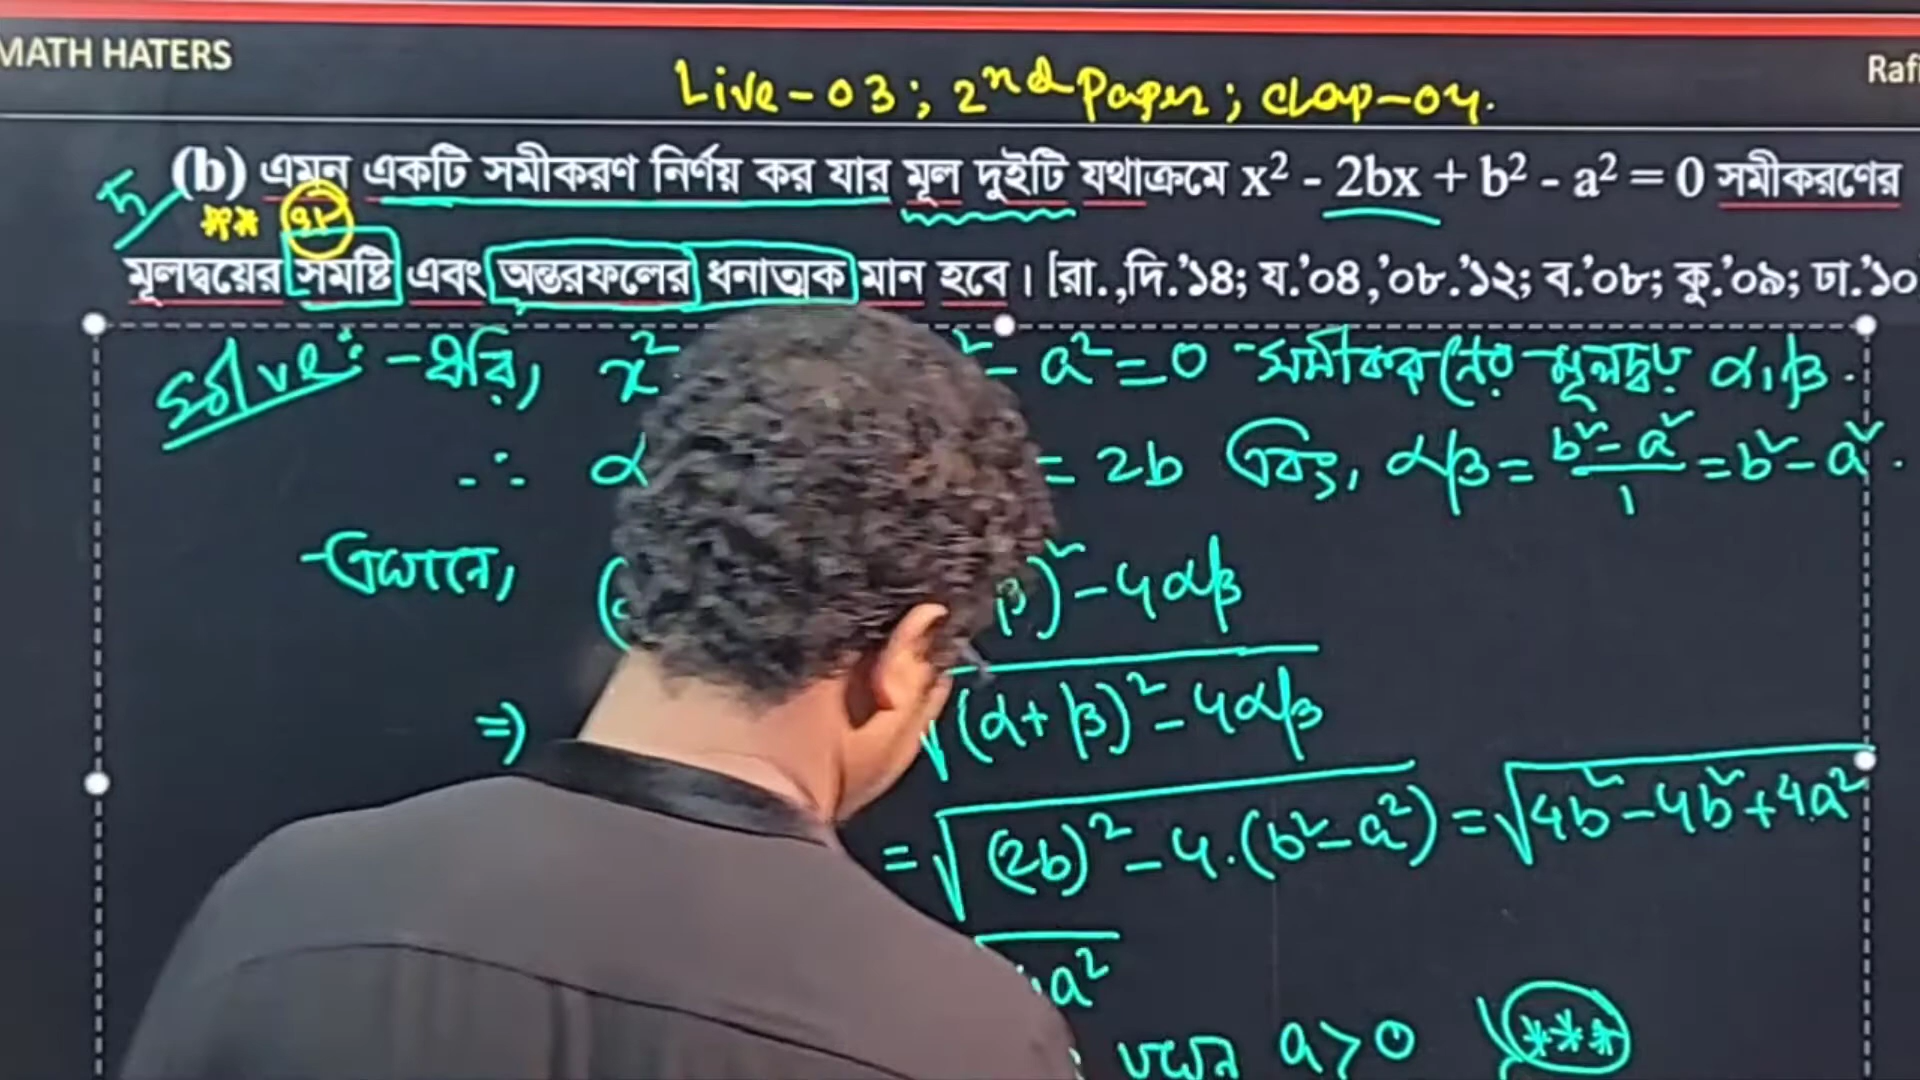 MATH HATERS
Rafi
Live-03; 2nd Paper; chap-04.
(b) এমন একটি সমীকরণ নির্ণয় কর যার মূল দুইটি যথাক্রমে x² - 2bx + b² - a² = 0 সমীকরণের
মূলদ্বয়ের সমষ্টি এবং অন্তরফলের ধনাত্মক মান হবে। [রা.,দি.'১৪; য.'০৪,'০৮.'১২; ব.'০৮; কু.'০৯; ঢা.'১০
Solve: ধরি, x² ² - a² = 0 সমীকরণের মূলদ্বয় α, β.
∴ α = 2b এবং, αβ = (b² - a²)/1 = b² - a².
এখানে, ( β)² - 4αβ
⇒ √((α+β)² - 4αβ)
= √((2b)² - 4.(b² - a²)) = √(4b² - 4b² + 4a²)
a²
যখন a > 0 ***